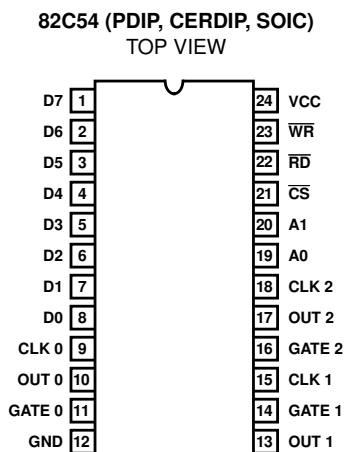 82C54 (PDIP, CERDIP, SOIC)
TOP VIEW
D7 1 24 VCC
D6 2 23 W̅R̅
D5 3 22 R̅D̅
D4 4 21 C̅S̅
D3 5 20 A1
D2 6 19 A0
D1 7 18 CLK 2
D0 8 17 OUT 2
CLK 0 9 16 GATE 2
OUT 0 10 15 CLK 1
GATE 0 11 14 GATE 1
GND 12 13 OUT 1